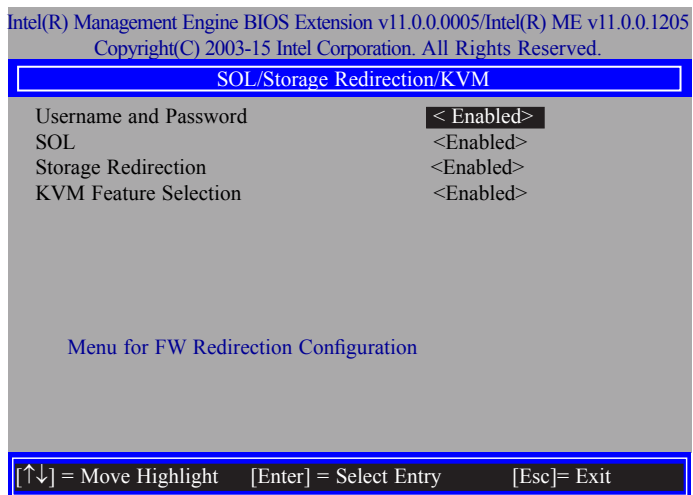 Intel(R) Management Engine BIOS Extension v11.0.0.0005/Intel(R) ME v11.0.0.1205
Copyright(C) 2003-15 Intel Corporation. All Rights Reserved.
SOL/Storage Redirection/KVM
Username and Password < Enabled>
SOL <Enabled>
Storage Redirection <Enabled>
KVM Feature Selection <Enabled>
Menu for FW Redirection Configuration
[↑↓] = Move Highlight [Enter] = Select Entry [Esc]= Exit